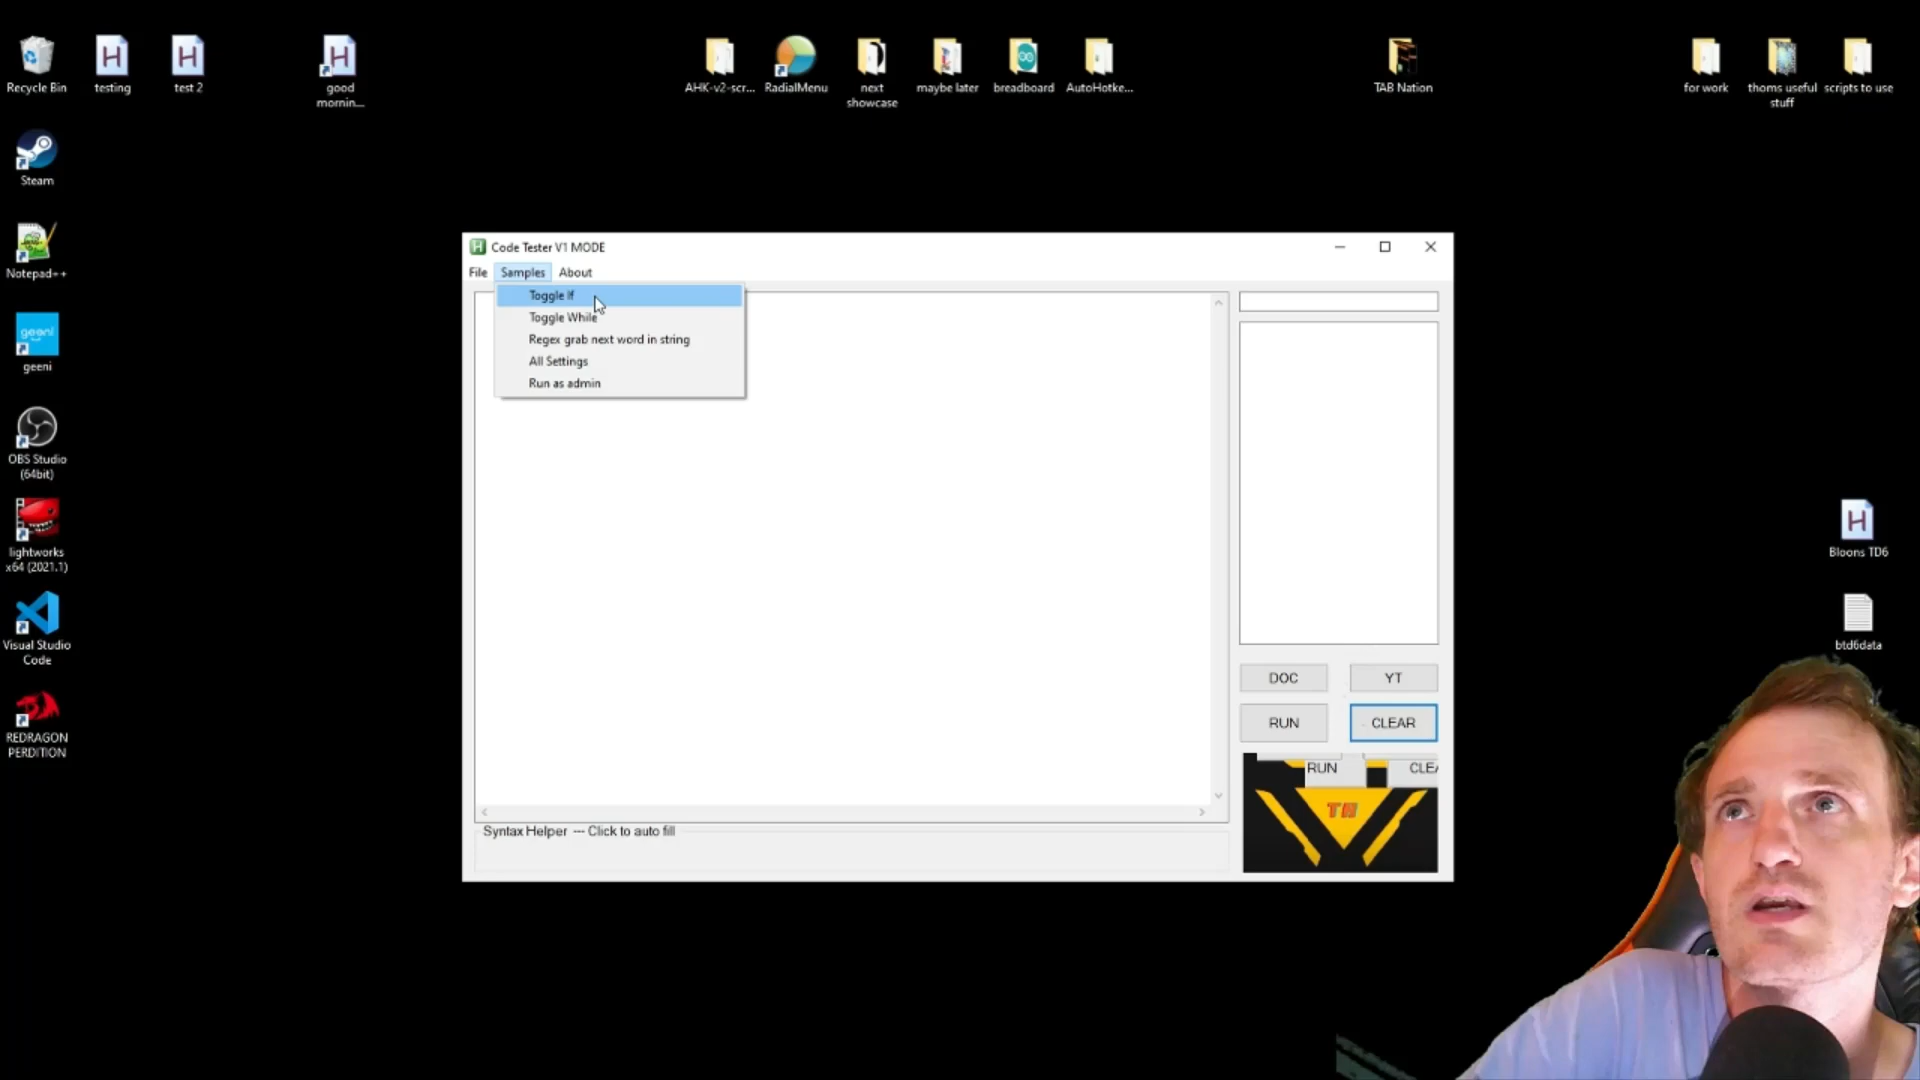 Recycle Bin
testing
test 2
good
mornin...
AHK-v2-scr...
RadialMenu
next
showcase
maybe later
breadboard
AutoHotke...
TAB Nation
for work
thoms useful
stuff
scripts to use
Steam
Notepad++
geeni
geeni
OBS Studio
(64bit)
lightworks
x64 (2021.1)
Visual Studio
Code
REDRAGON
PERDITION
Code Tester V1 MODE
File
Samples
About
Toggle If
Toggle While
Regex grab next word in string
All Settings
Run as admin
DOC
YT
RUN
CLEAR
RUN
CLEA
TA
Syntax Helper --- Click to auto fill
Bloons TD6
btd6data